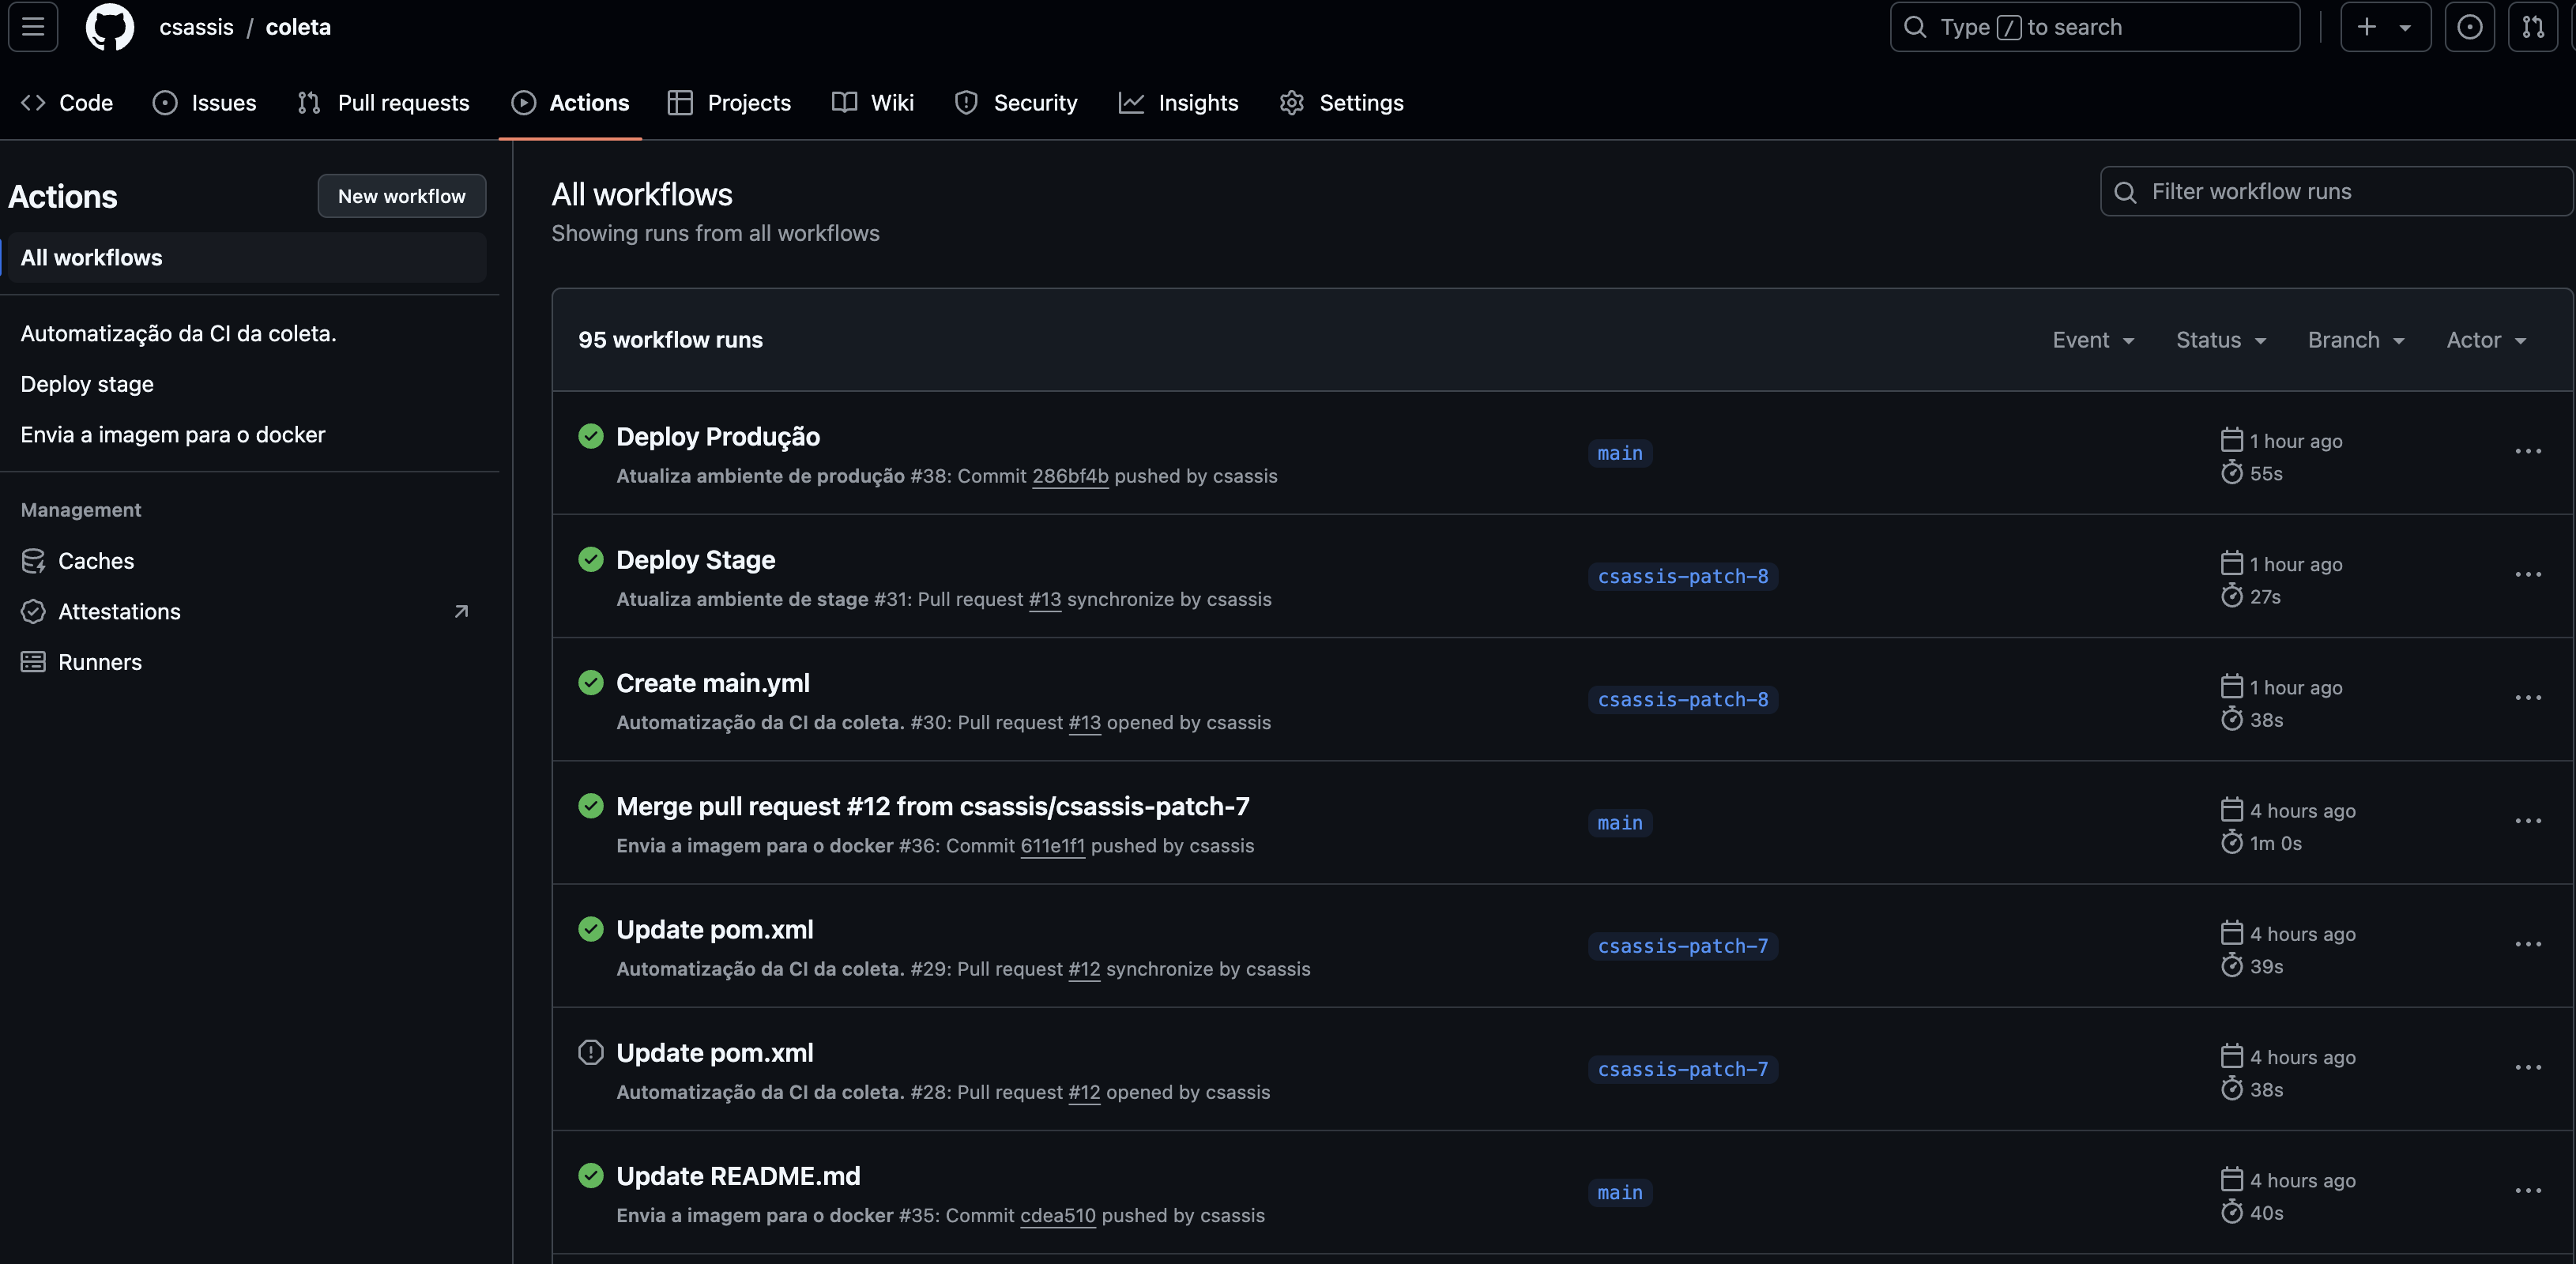 csassis / coleta
Type / to search
Code
Issues
Pull requests
Actions
Projects
Wiki
Security
Insights
Settings
Actions
New workflow
All workflows
Automatização da CI da coleta.
Deploy stage
Envia a imagem para o docker
Management
Caches
Attestations
Runners
All workflows
Showing runs from all workflows
Filter workflow runs
95 workflow runs
Event
Status
Branch
Actor
Deploy Produção
Atualiza ambiente de produção #38: Commit 286bf4b pushed by csassis
main
1 hour ago
55s
Deploy Stage
Atualiza ambiente de stage #31: Pull request #13 synchronize by csassis
csassis-patch-8
1 hour ago
27s
Create main.yml
Automatização da CI da coleta. #30: Pull request #13 opened by csassis
csassis-patch-8
1 hour ago
38s
Merge pull request #12 from csassis/csassis-patch-7
Envia a imagem para o docker #36: Commit 611e1f1 pushed by csassis
main
4 hours ago
1m 0s
Update pom.xml
Automatização da CI da coleta. #29: Pull request #12 synchronize by csassis
csassis-patch-7
4 hours ago
39s
Update pom.xml
Automatização da CI da coleta. #28: Pull request #12 opened by csassis
csassis-patch-7
4 hours ago
38s
Update README.md
Envia a imagem para o docker #35: Commit cdea510 pushed by csassis
main
4 hours ago
40s